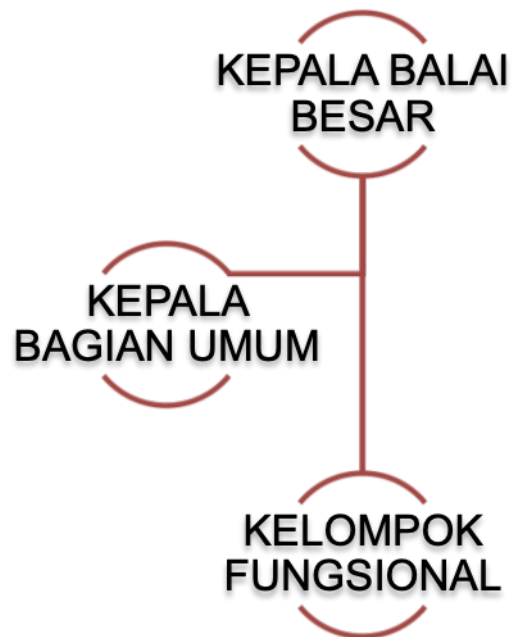 KEPALA BALAI
BESAR
KEPALA
BAGIAN UMUM
KELOMPOK
FUNGSIONAL